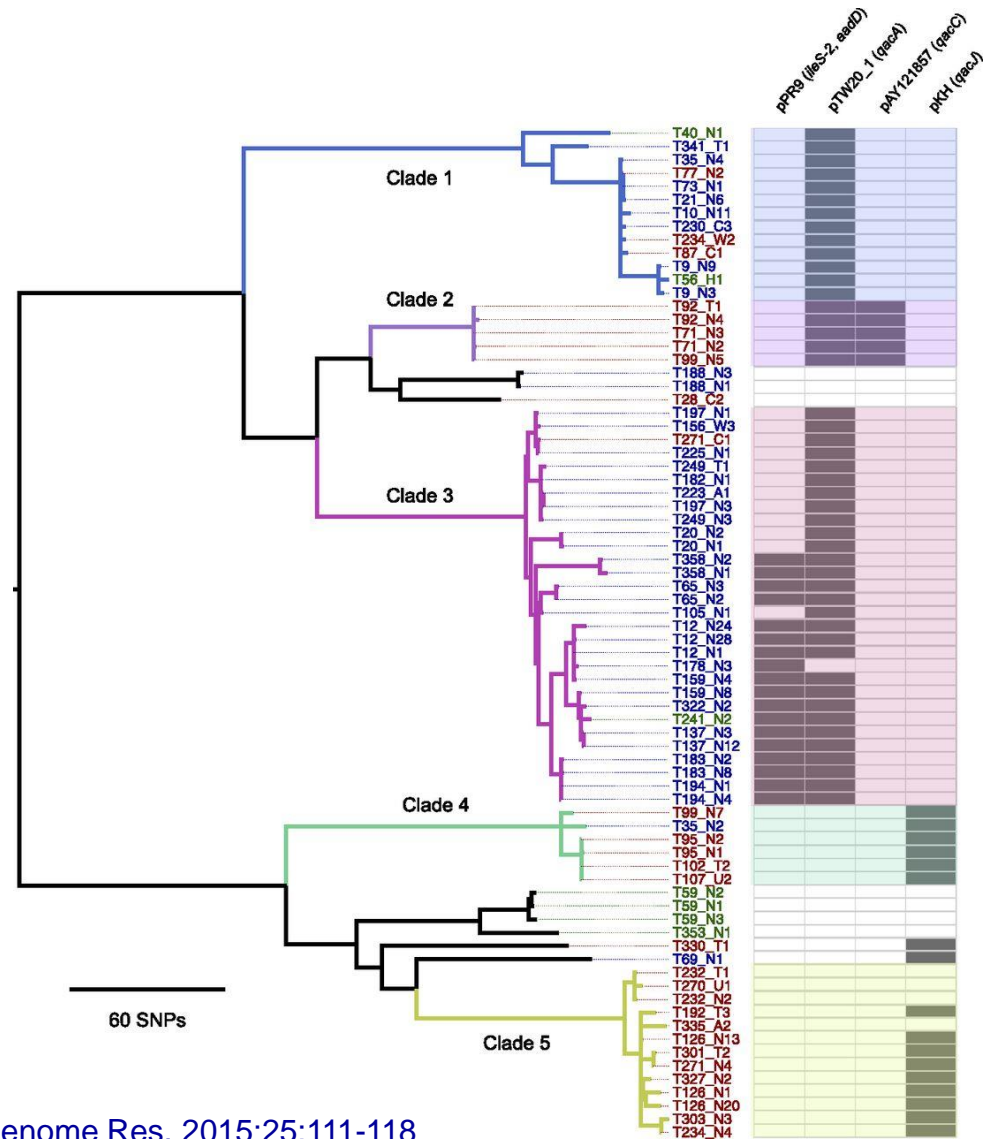 pPR9 (ileS-2, aadD)
pTW20_1 (qacA)
pAY121857 (qacC)
pKH (qacJ)
T40_N1
T341_T1
T35_N4
Clade 1
T77_N2
T73_N1
T21_N6
T10_N11
T230_C3
T234_W2
T87_C1
T9_N9
T56_H1
T9_N3
Clade 2
T92_T1
T92_N4
T71_N3
T71_N2
T99_N5
T188_N3
T188_N1
T28_C2
T197_N1
T156_W3
T271_C1
T225_N1
T249_T1
T182_N1
Clade 3
T223_A1
T197_N3
T249_N3
T20_N2
T20_N1
T358_N2
T358_N1
T65_N3
T65_N2
T105_N1
T12_N24
T12_N28
T12_N1
T178_N3
T159_N4
T159_N8
T322_N2
T241_N2
T137_N3
T137_N12
T183_N2
T183_N8
T194_N1
T194_N4
Clade 4
T99_N7
T35_N2
T95_N2
T95_N1
T102_T2
T107_U2
T59_N2
T59_N1
T59_N3
T353_N1
T330_T1
T69_N1
T232_T1
T270_U1
T232_N2
60 SNPs
T192_T3
T335_A2
Clade 5
T126_N13
T301_T2
T271_N4
T327_N2
T126_N1
T126_N20
T303_N3
T234_N4
enome Res. 2015;25:111-118